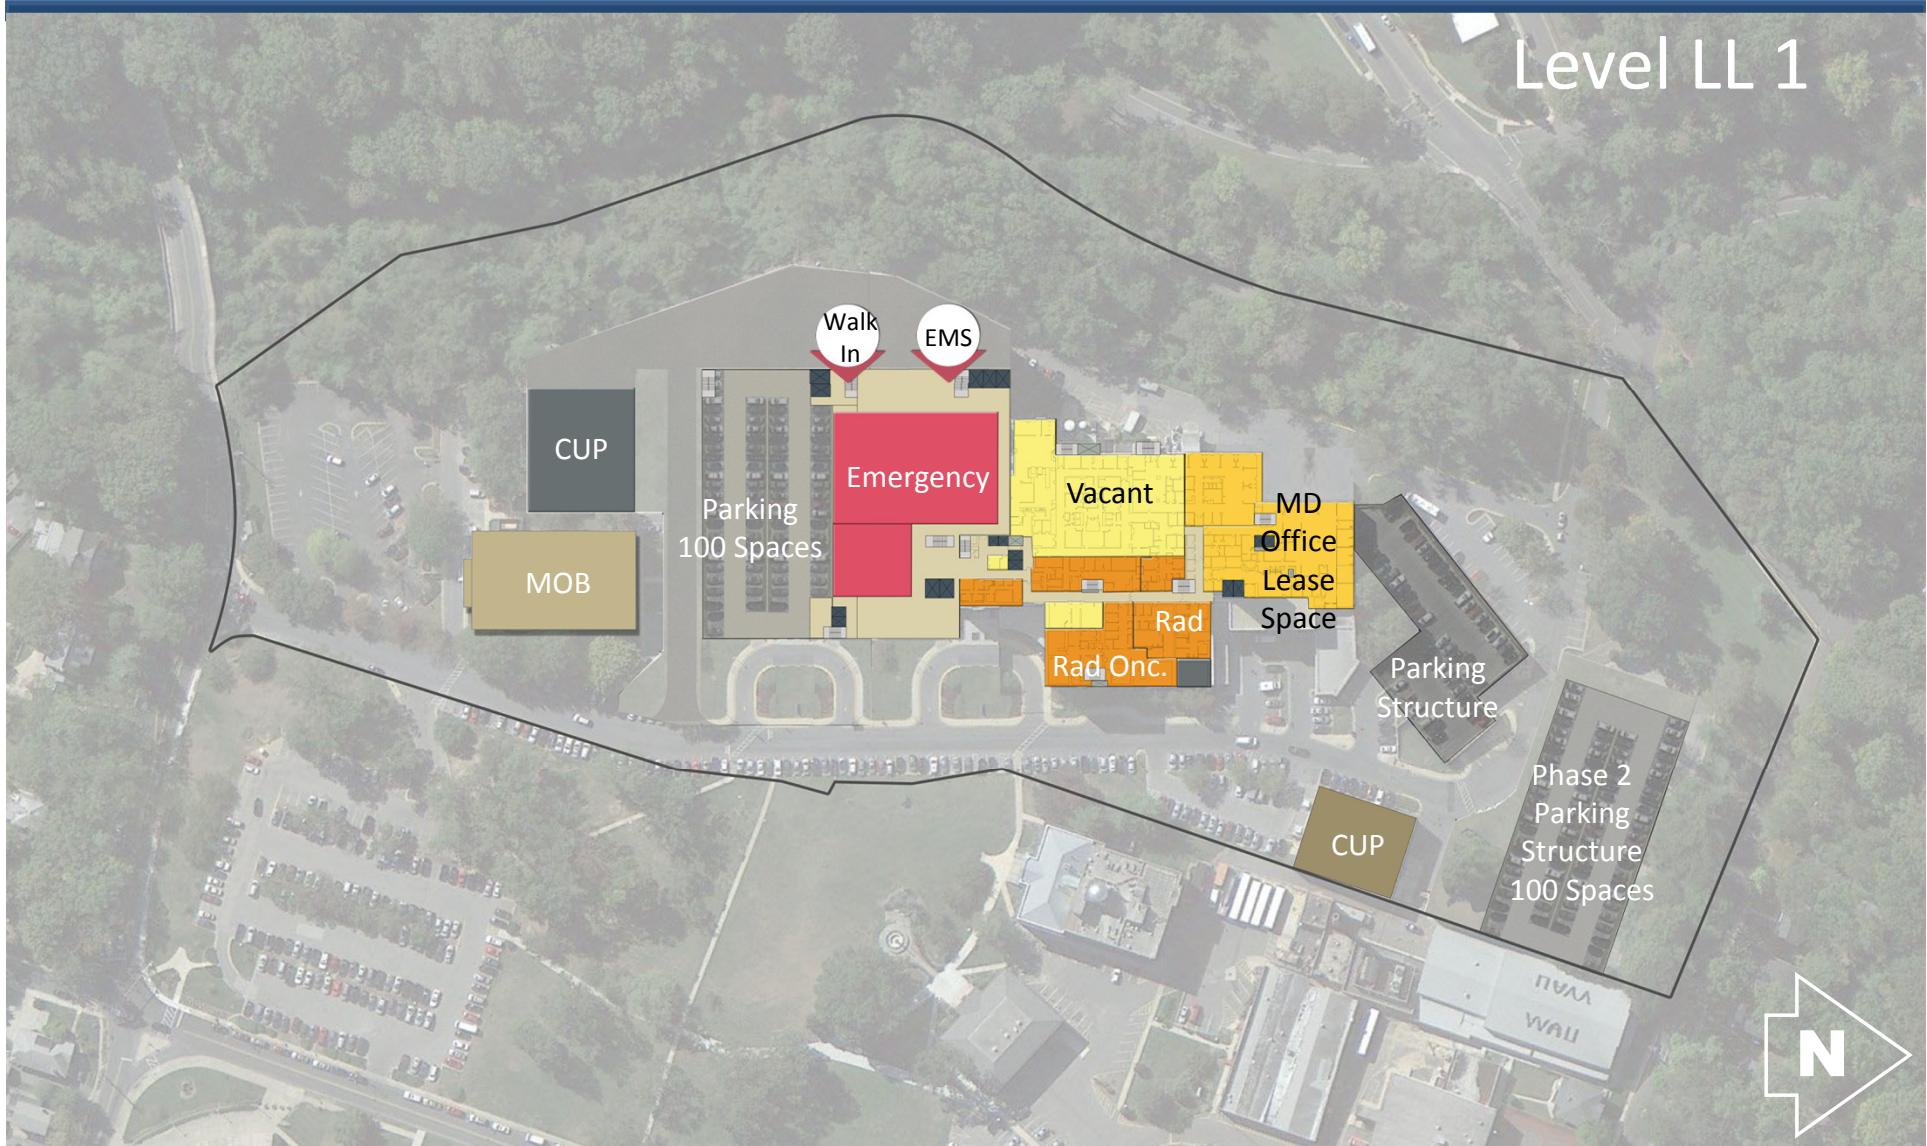 Level LL 1
Walk
In
EMS
CUP
Emergency
Parking
100 Spaces
MOB
Vacant
MD
Office
Lease
Space
Rad
Rad Onc.
Parking
Structure
Phase 2
Parking
Structure
100 Spaces
CUP
N